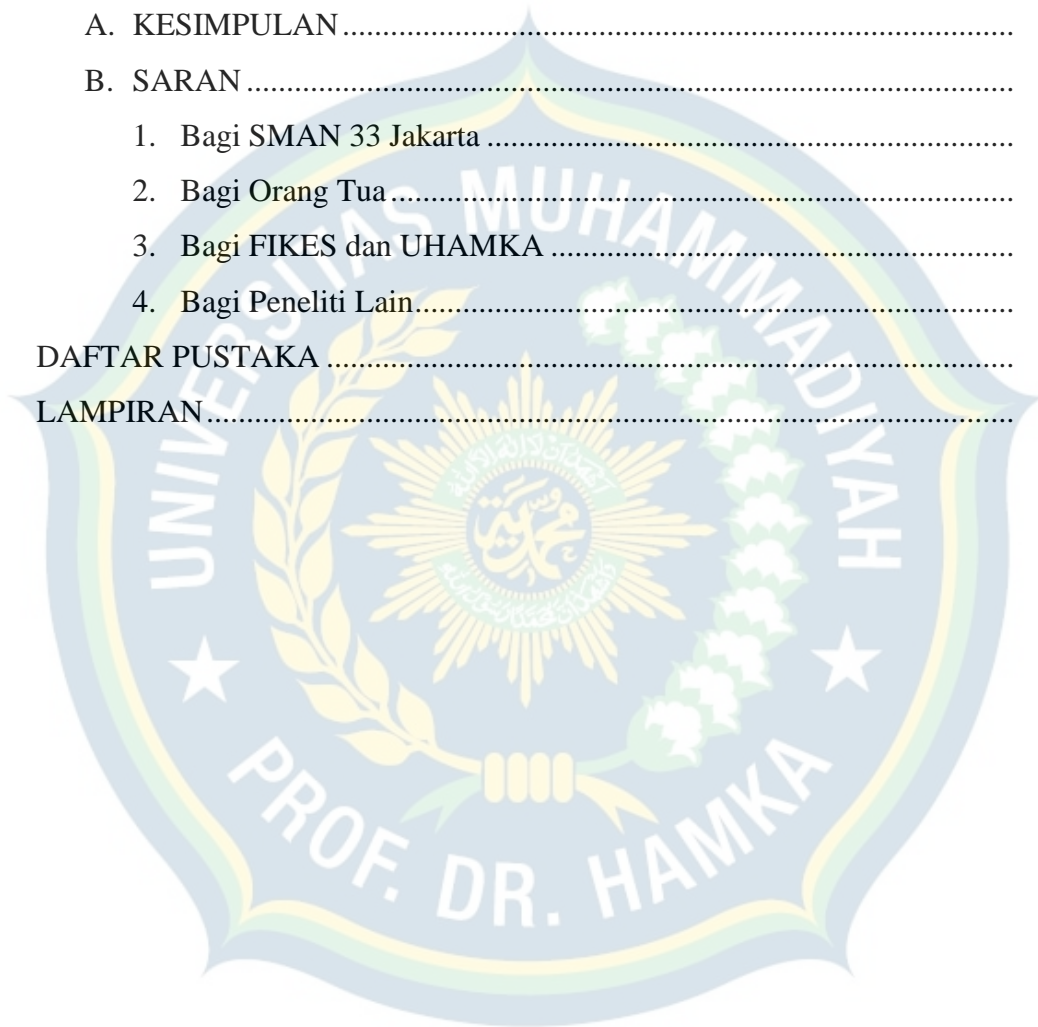 A. KESIMPULAN ....................................................................................
B. SARAN ................................................................................................
1. Bagi SMAN 33 Jakarta ..................................................................
2. Bagi Orang Tua ..............................................................................
3. Bagi FIKES dan UHAMKA ..........................................................
4. Bagi Peneliti Lain...........................................................................
DAFTAR PUSTAKA ......................................................................................
LAMPIRAN .....................................................................................................
UNIVERSITAS MUHAMMADIYAH
PROF. DR. HAMKA